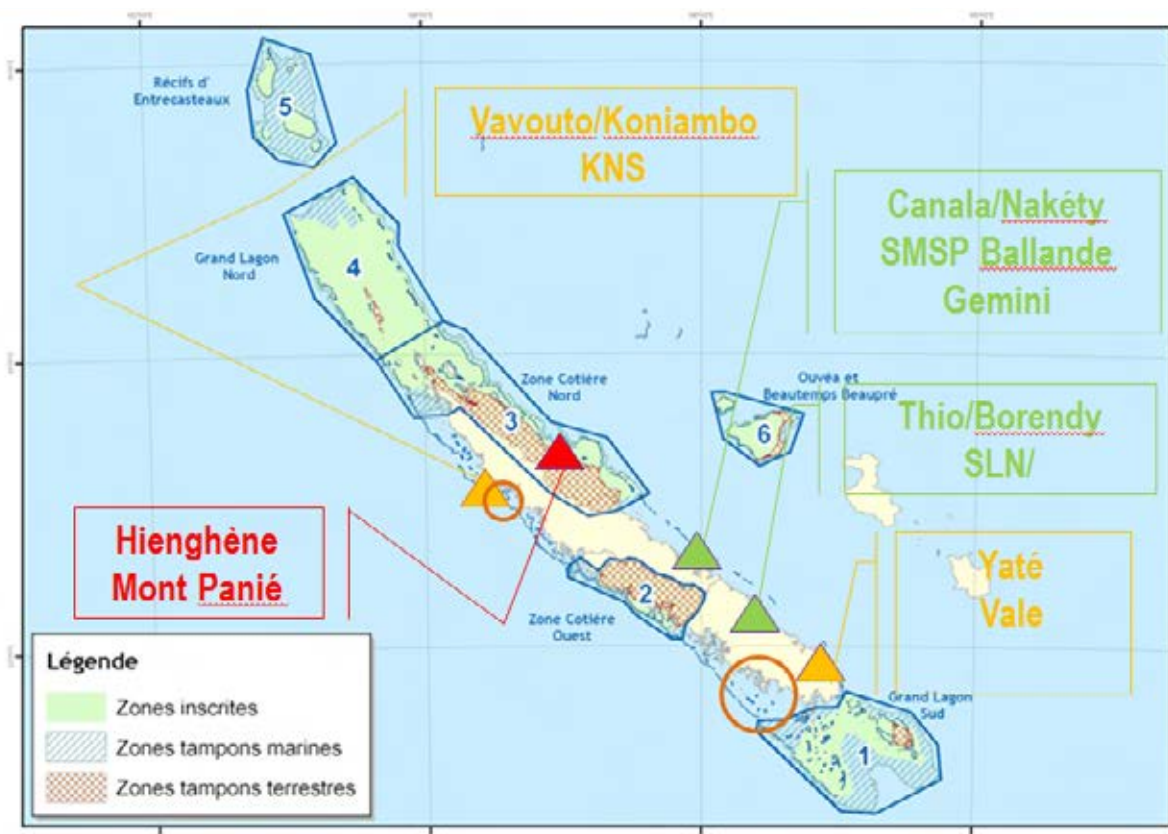 Récifs d'
Entrecasteaux
5
Vavouto/Koniambo
KNS
Canala/Nakéty
SMSP Ballande
Gemini
Grand Lagon
Nord
4
Zone Cotière
Nord
3
Ouvéa et
Beautemps Beaupré
6
Thio/Borendy
SLN/
Hienghène
Mont Panié
2
Zone Cotière
Ouest
Yaté
Vale
Grand Lagon
Sud
1
Légende
Zones inscrites
Zones tampons marines
Zones tampons terrestres